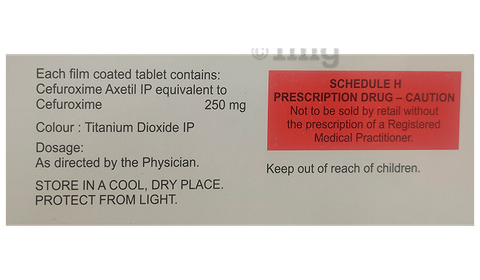 Each film coated tablet contains:
Cefuroxime Axetil IP equivalent to
Cefuroxime 250 mg
Colour : Titanium Dioxide IP
Dosage:
As directed by the Physician.
STORE IN A COOL, DRY PLACE.
PROTECT FROM LIGHT.
SCHEDULE H
PRESCRIPTION DRUG – CAUTION
Not to be sold by retail without
the prescription of a Registered
Medical Practitioner.
Keep out of reach of children.